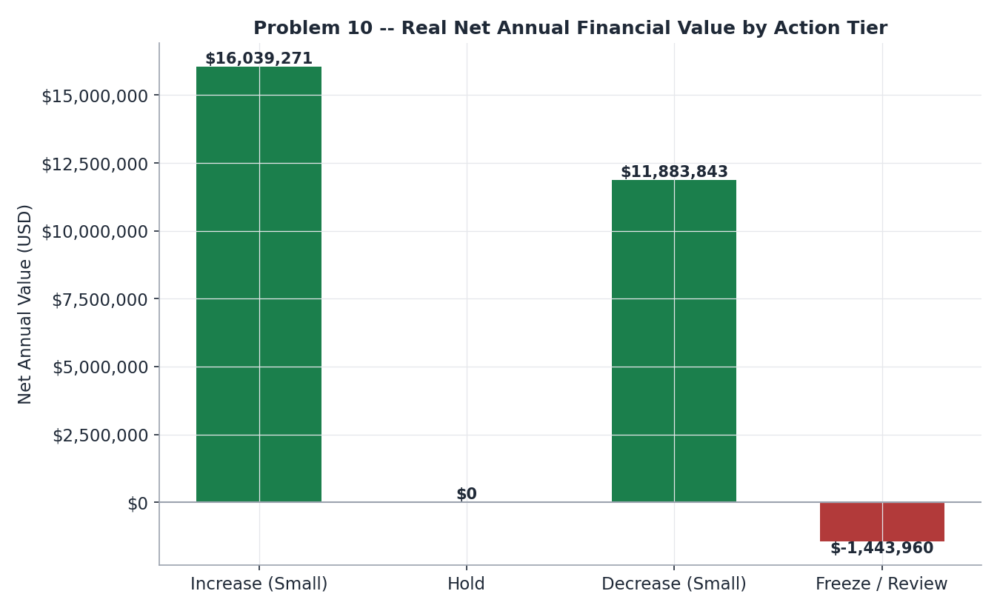 Problem 10 -- Real Net Annual Financial Value by Action Tier
$16,039,271
$15,000,000
$12,500,000
$11,883,843
$10,000,000
$7,500,000
$5,000,000
$2,500,000
$0
$0
$-1,443,960
Net Annual Value (USD)
Increase (Small)
Hold
Decrease (Small)
Freeze / Review